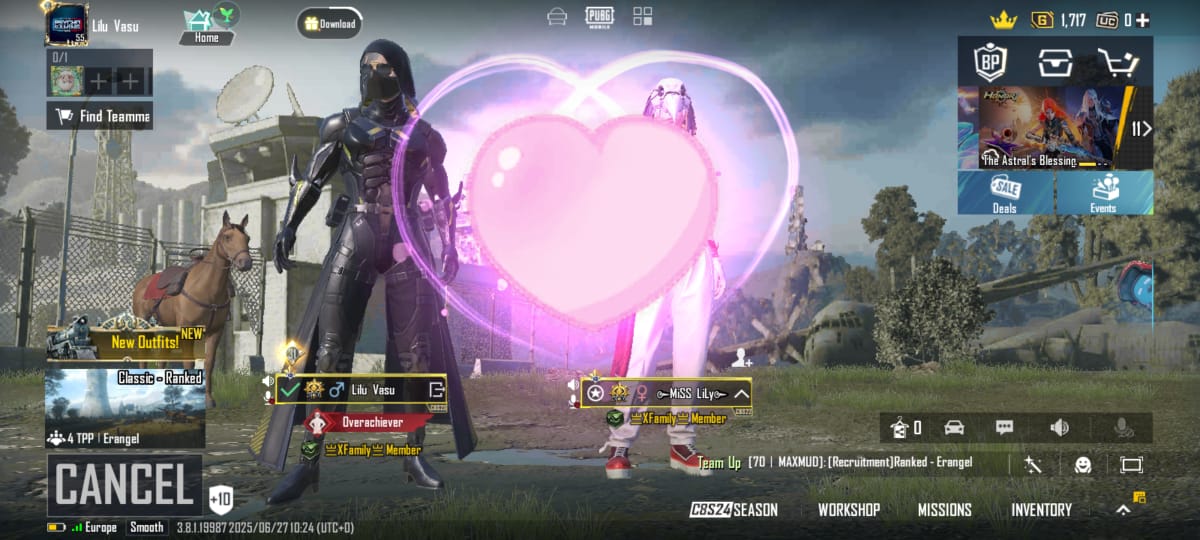 Lilu Vasu
55
Home
Download
PUBG
MOBILE
G 1,717
UC 0
0/1
Find Teamma
BP
The Astral's Blessing
SALE
Deals
Events
New Outfits!
NEW
Classic - Ranked
4 TPP | Erangel
CANCEL
+10
Lilu Vasu
Overachiever
XFamily Member
MiSS LiLy
XFamily Member
0
Team Up [70 | MAXMUD]: [Recruitment]Ranked - Erangel
C8S24 SEASON
WORKSHOP
MISSIONS
INVENTORY
Europe
Smooth
3.8.1.19987 2025/06/27 10:24 (UTC+0)